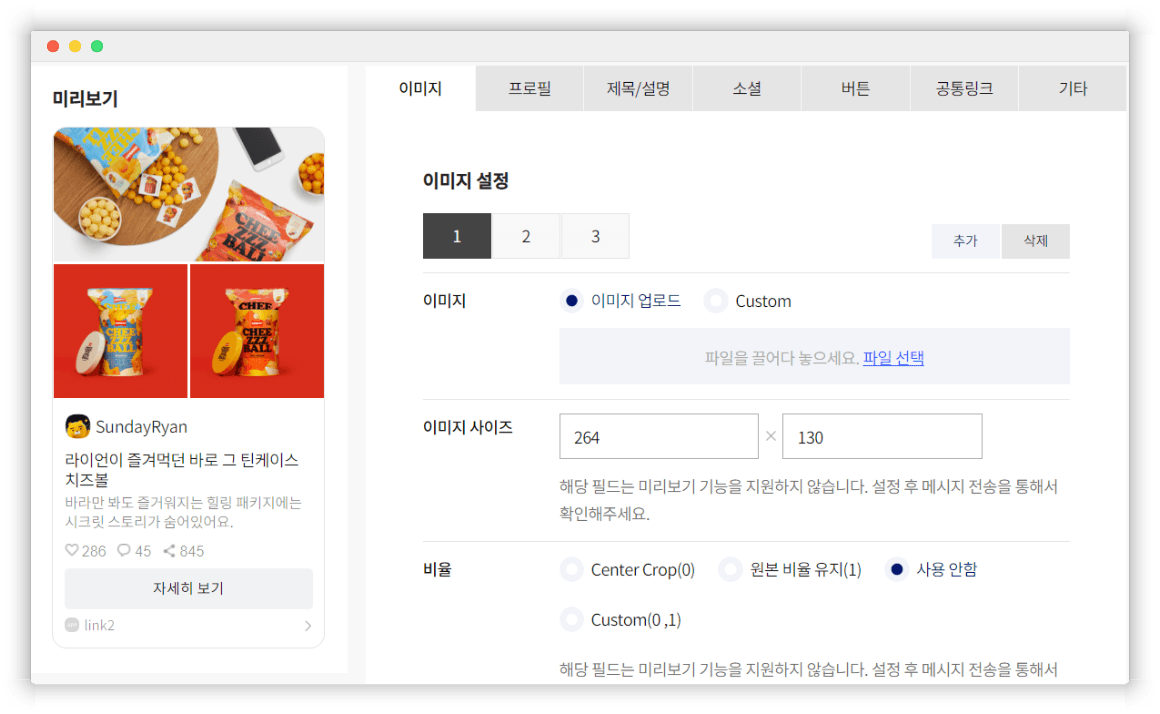 미리보기
CHEE
ZZZ
BALL
CHEE
ZZZ
BALL
CHEE
ZZZ
BALL
SundayRyan
라이언이 즐겨먹던 바로 그 틴케이스
치즈볼
바라만 봐도 즐거워지는 힐링 패키지에는
시크릿 스토리가 숨어있어요.
286 45 845
자세히 보기
link2
이미지 프로필 제목/설명 소셜 버튼 공통링크 기타
이미지 설정
1 2 3 추가 삭제
이미지 이미지 업로드 Custom
파일을 끌어다 놓으세요. 파일 선택
이미지 사이즈 264 × 130
해당 필드는 미리보기 기능을 지원하지 않습니다. 설정 후 메시지 전송을 통해서
확인해주세요.
비율 Center Crop(0) 원본 비율 유지(1) 사용 안함
Custom(0 ,1)
해당 필드는 미리보기 기능을 지원하지 않습니다. 설정 후 메시지 전송을 통해서